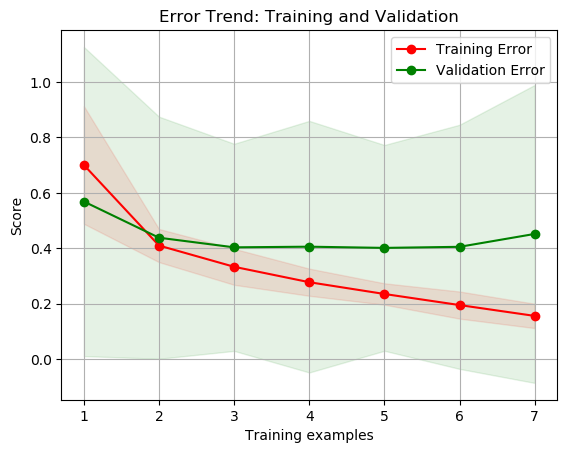 Error Trend: Training and Validation
Training Error
Validation Error
Score
1.0
0.8
0.6
0.4
0.2
0.0
1 2 3 4 5 6 7
Training examples